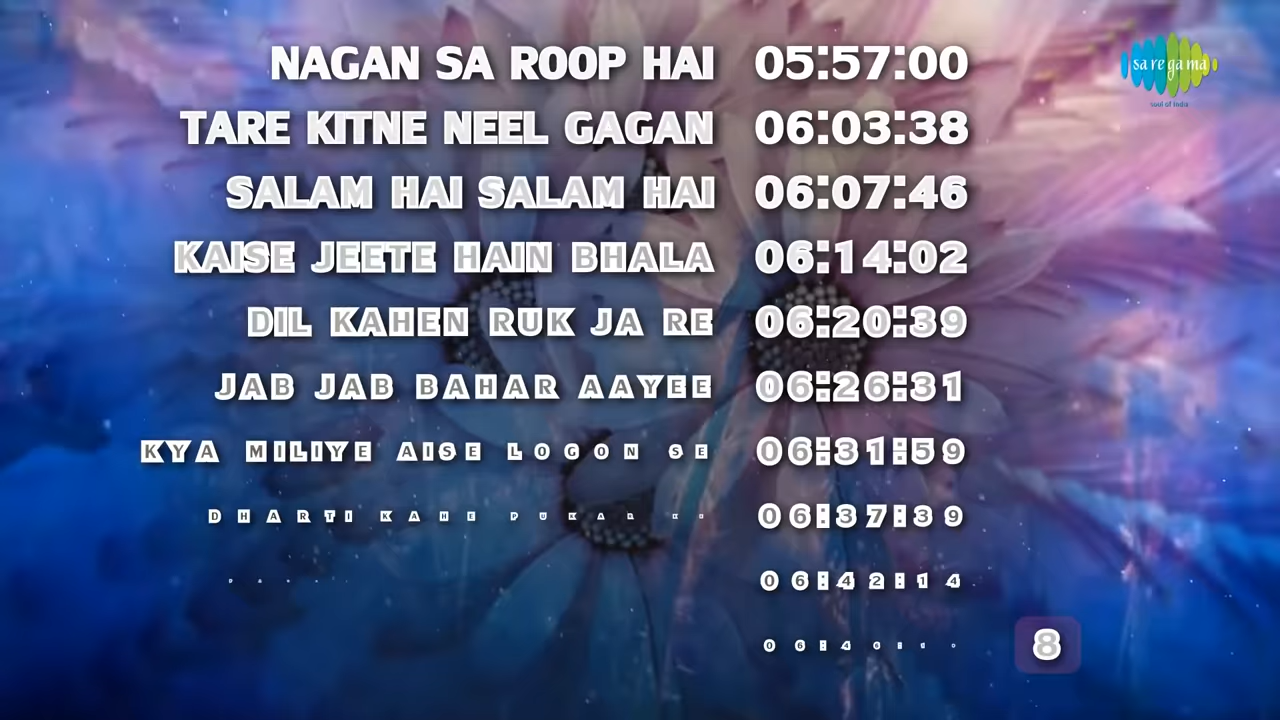 NAGAN SA ROOP HAI 05:57:00
saregama
soul of India
TARE KITNE NEEL GAGAN 06:03:38
SALAM HAI SALAM HAI 06:07:46
KAISE JEETE HAIN BHALA 06:14:02
DIL KAHEN RUK JA RE 06:20:39
JAB JAB BAHAR AAYEE 06:26:31
KYA MILIYE AISE LOGON SE 06:31:59
DHARTI KAHE PUKAR 06:37:39
06:42:14
8